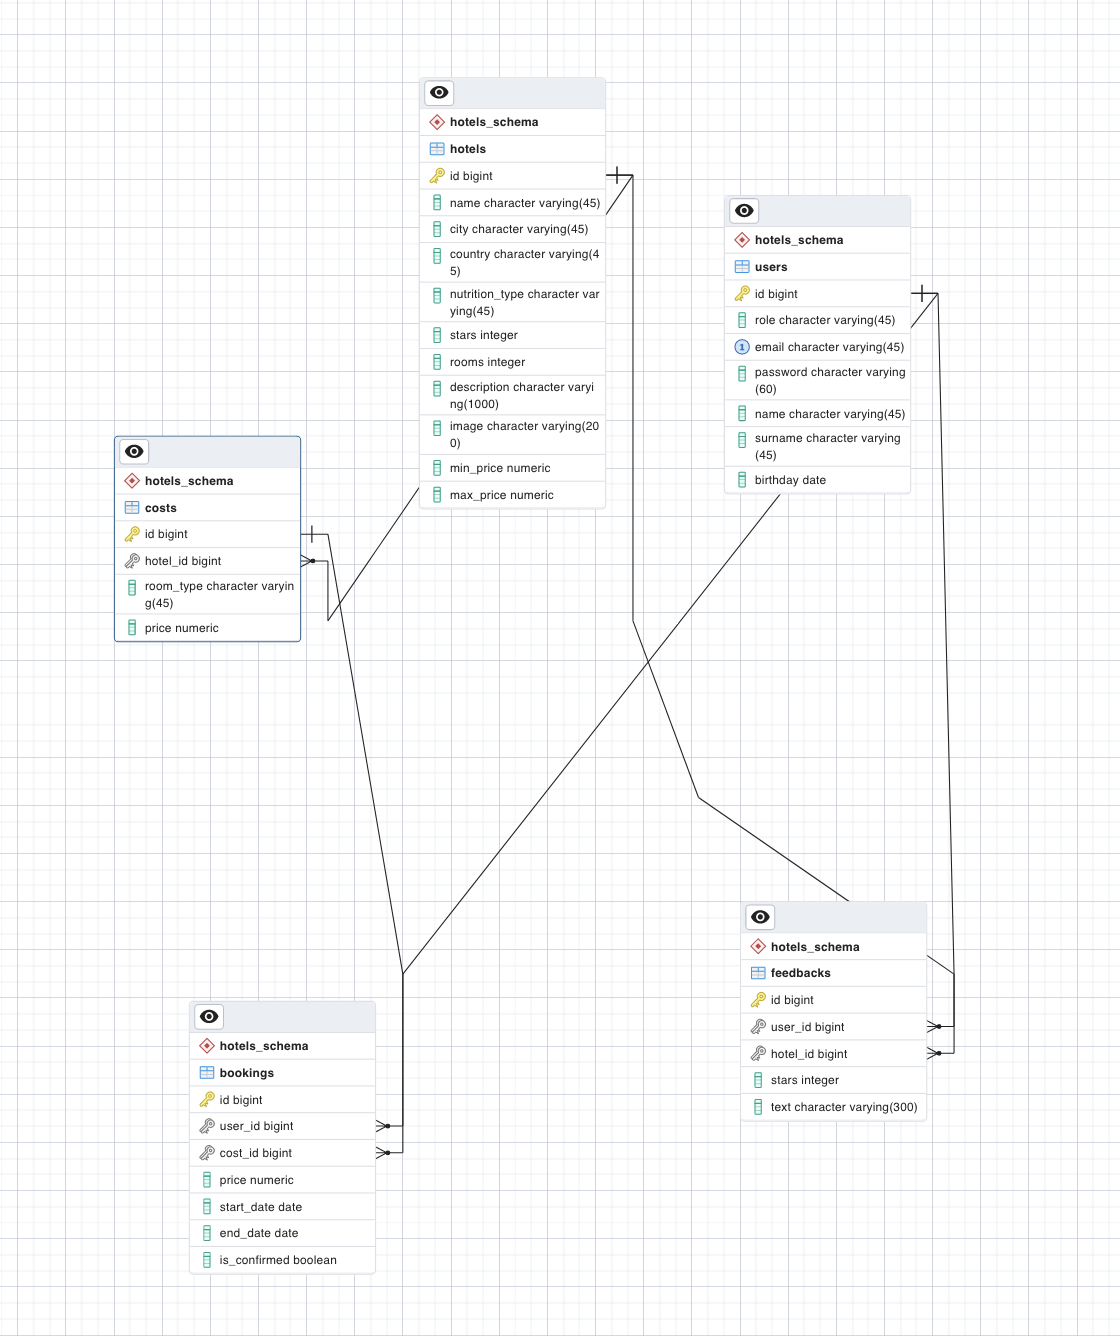 hotels_schema
hotels
id bigint
name character varying(45)
city character varying(45)
country character varying(4
5)
nutrition_type character var
ying(45)
stars integer
rooms integer
description character varyi
ng(1000)
image character varying(20
0)
min_price numeric
max_price numeric
hotels_schema
users
id bigint
role character varying(45)
1 email character varying(45)
password character varying
(60)
name character varying(45)
surname character varying
(45)
birthday date
hotels_schema
costs
id bigint
hotel_id bigint
room_type character varyin
g(45)
price numeric
hotels_schema
feedbacks
id bigint
user_id bigint
hotel_id bigint
stars integer
text character varying(300)
hotels_schema
bookings
id bigint
user_id bigint
cost_id bigint
price numeric
start_date date
end_date date
is_confirmed boolean